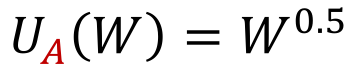 U_A(W) = W^{0.5}